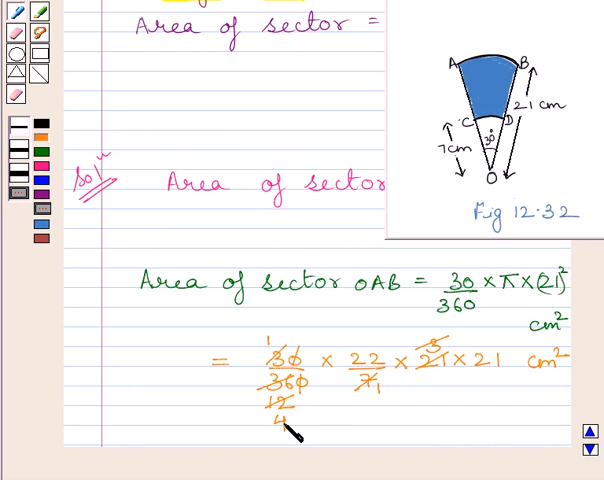 Area of sector =
A B
21 cm
C D
7cm
30°
O
Fig 12.32
Solⁿ Area of sector
Area of sector OAB = 30/360 × π × (21)² cm²
= 1 30/360 12 4 × 22/7 1 × 3 21 × 21 cm²